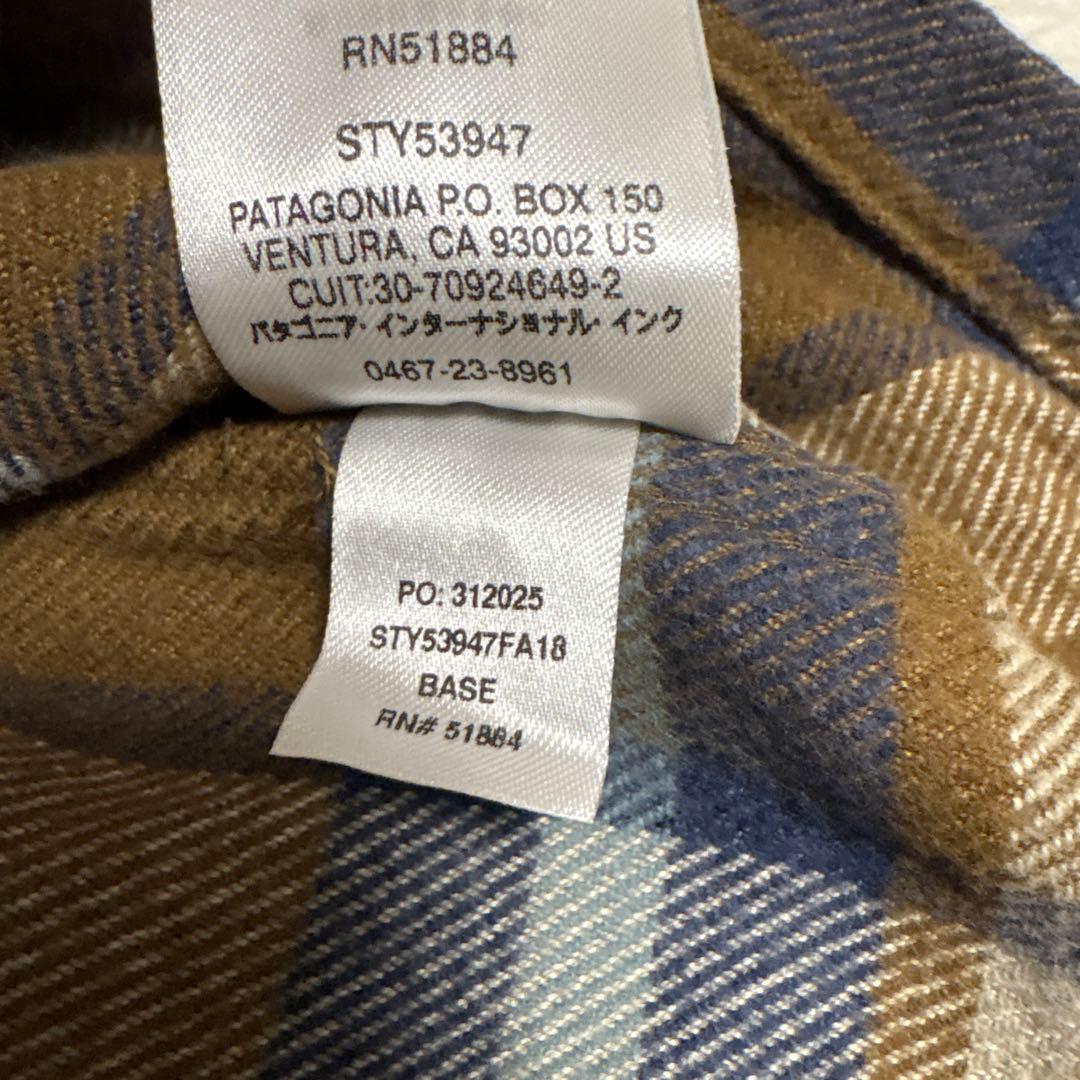 RN51884
STY53947
PATAGONIA P.O. BOX 150
VENTURA, CA 93002 US
CUIT:30-70924649-2
パタゴニア・インターナショナル・インク
0467-23-8961
PO: 312025
STY53947FA18
BASE
RN# 51884